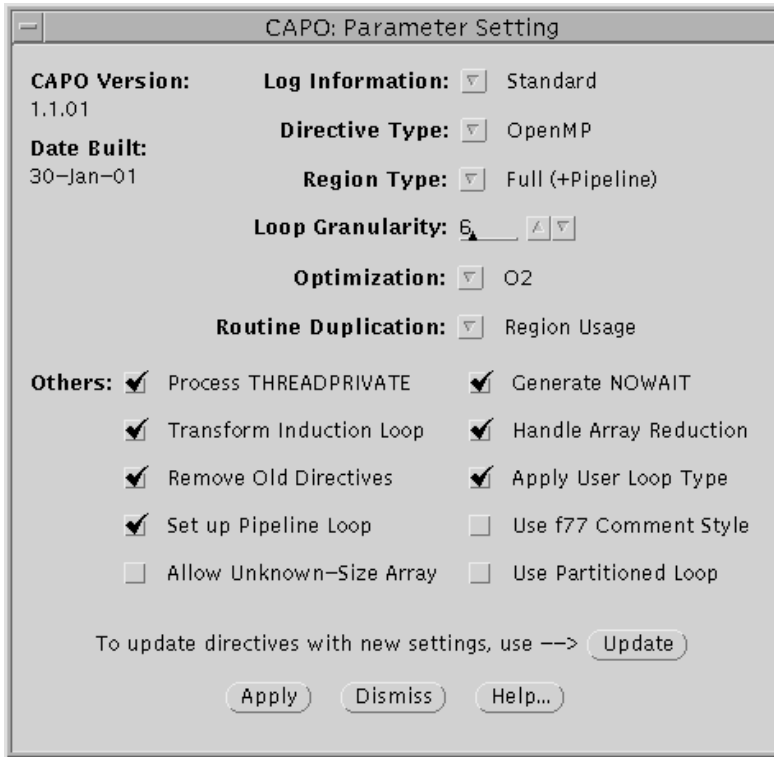 CAPO: Parameter Setting
CAPO Version:
1.1.01
Date Built:
30-Jan-01
Log Information: Standard
Directive Type: OpenMP
Region Type: Full (+Pipeline)
Loop Granularity: 6
Optimization: O2
Routine Duplication: Region Usage
Others: Process THREADPRIVATE Generate NOWAIT
Transform Induction Loop Handle Array Reduction
Remove Old Directives Apply User Loop Type
Set up Pipeline Loop Use f77 Comment Style
Allow Unknown-Size Array Use Partitioned Loop
To update directives with new settings, use --> Update
Apply Dismiss Help...